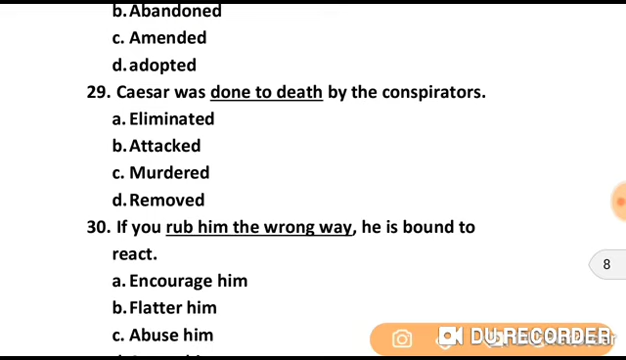 b. Abandoned
c. Amended
d. adopted
29. Caesar was done to death by the conspirators.
a. Eliminated
b. Attacked
c. Murdered
d. Removed
30. If you rub him the wrong way, he is bound to
react.
8
a. Encourage him
b. Flatter him
c. Abuse him
DU RECORDER